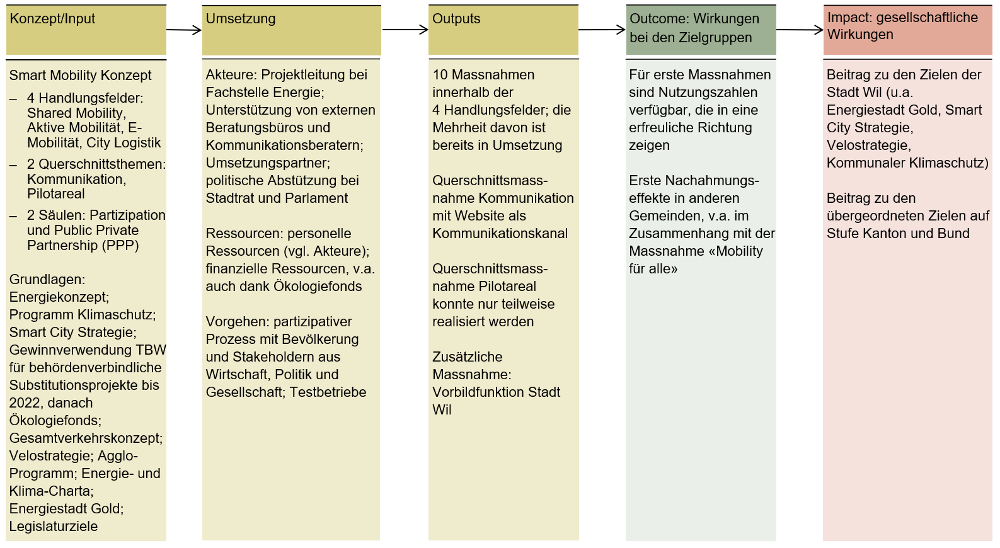 Konzept/Input
Smart Mobility Konzept
– 4 Handlungsfelder:
Shared Mobility,
Aktive Mobilität, E-
Mobilität, City Logistik
– 2 Querschnittsthemen:
Kommunikation,
Pilotareal
– 2 Säulen: Partizipation
und Public Private
Partnership (PPP)
Grundlagen:
Energiekonzept;
Programm Klimaschutz;
Smart City Strategie;
Gewinnverwendung TBW
für behördenverbindliche
Substitutionsprojekte bis
2022, danach
Ökologiefonds;
Gesamtverkehrskonzept;
Velostrategie; Agglo-
Programm; Energie- und
Klima-Charta;
Energiestadt Gold;
Legislaturziele
Umsetzung
Akteure: Projektleitung bei
Fachstelle Energie;
Unterstützung von externen
Beratungsbüros und
Kommunikationsberatern;
Umsetzungspartner;
politische Abstützung bei
Stadtrat und Parlament
Ressourcen: personelle
Ressourcen (vgl. Akteure);
finanzielle Ressourcen, v.a.
auch dank Ökologiefonds
Vorgehen: partizipativer
Prozess mit Bevölkerung
und Stakeholdern aus
Wirtschaft, Politik und
Gesellschaft; Testbetriebe
Outputs
10 Massnahmen
innerhalb der
4 Handlungsfelder; die
Mehrheit davon ist
bereits in Umsetzung
Querschnittsmass-
nahme Kommunikation
mit Website als
Kommunikationskanal
Querschnittsmass-
nahme Pilotareal
konnte nur teilweise
realisiert werden
Zusätzliche
Massnahme:
Vorbildfunktion Stadt
Wil
Outcome: Wirkungen
bei den Zielgruppen
Für erste Massnahmen
sind Nutzungszahlen
verfügbar, die in eine
erfreuliche Richtung
zeigen
Erste Nachahmungs-
effekte in anderen
Gemeinden, v.a. im
Zusammenhang mit der
Massnahme «Mobility
für alle»
Impact: gesellschaftliche
Wirkungen
Beitrag zu den Zielen der
Stadt Wil (u.a.
Energiestadt Gold, Smart
City Strategie,
Velostrategie,
Kommunaler Klimaschutz)
Beitrag zu den
übergeordneten Zielen auf
Stufe Kanton und Bund